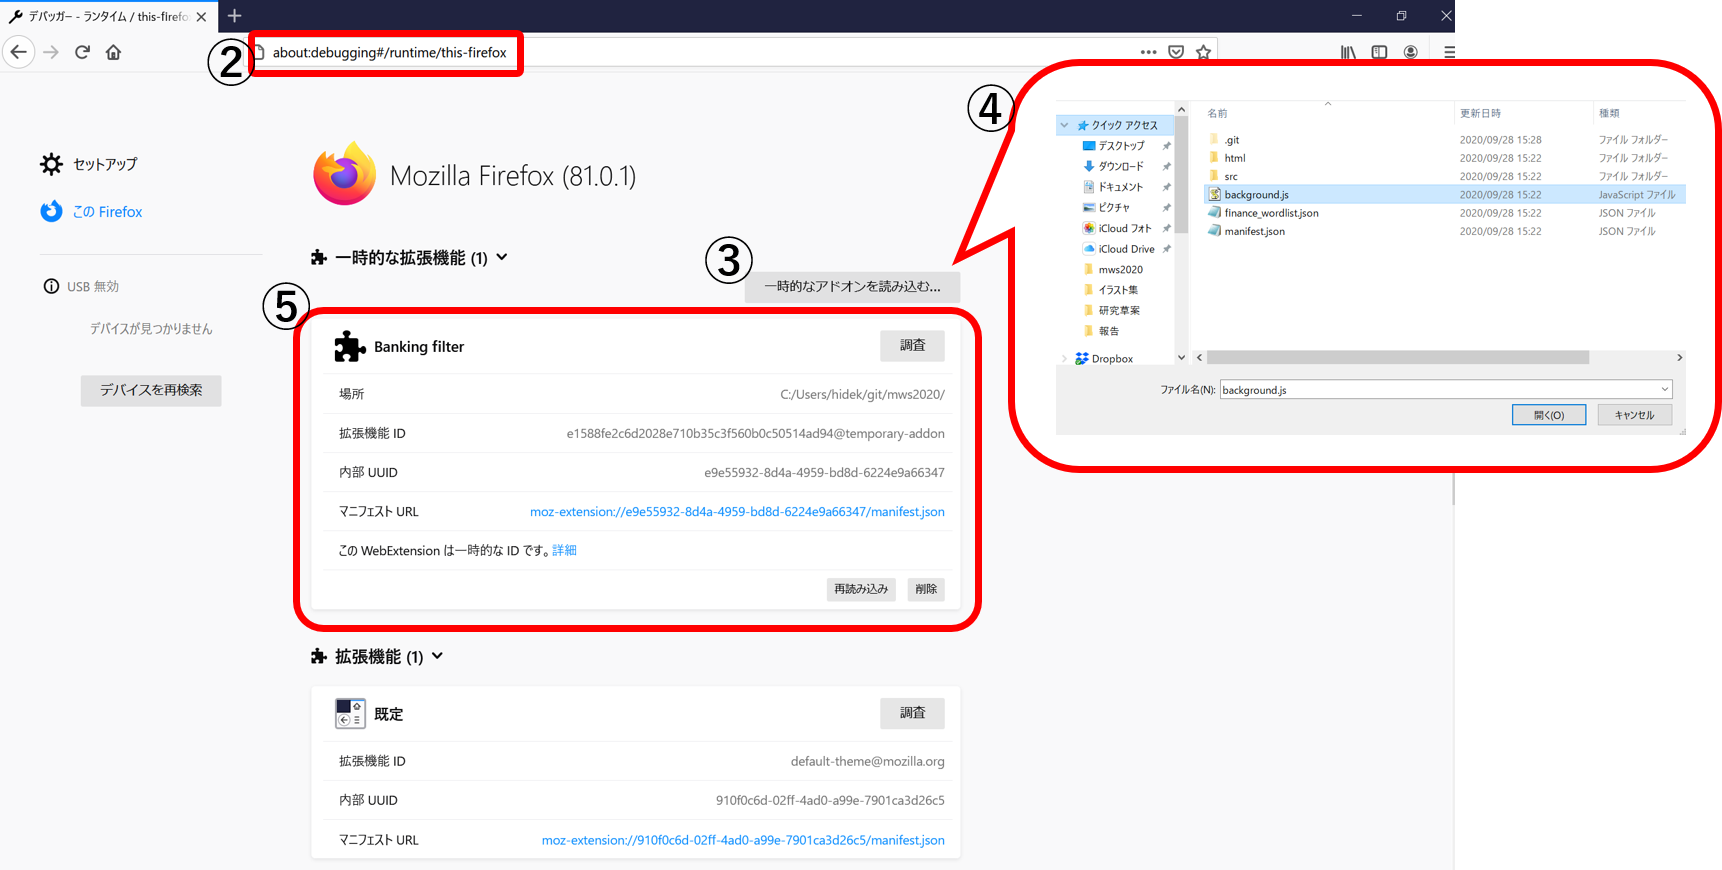 デバッガー - ランタイム / this-firefo
② about:debugging#/runtime/this-firefox
セットアップ
この Firefox
USB 無効
デバイスが見つかりません
デバイスを再検索
Mozilla Firefox (81.0.1)
一時的な拡張機能 (1)
③
一時的なアドオンを読み込む...
⑤
Banking filter
調査
場所 C:/Users/hidek/git/mws2020/
拡張機能 ID e1588fe2c6d2028e710b35c3f560b0c50514ad94@temporary-addon
内部 UUID e9e55932-8d4a-4959-bd8d-6224e9a66347
マニフェスト URL moz-extension://e9e55932-8d4a-4959-bd8d-6224e9a66347/manifest.json
この WebExtension は一時的な ID です。詳細
再読み込み 削除
拡張機能 (1)
既定
調査
拡張機能 ID default-theme@mozilla.org
内部 UUID 910f0c6d-02ff-4ad0-a99e-7901ca3d26c5
マニフェスト URL moz-extension://910f0c6d-02ff-4ad0-a99e-7901ca3d26c5/manifest.json
④
クイック アクセス
デスクトップ
ダウンロード
ドキュメント
ピクチャ
iCloud フォト
iCloud Drive
mws2020
イラスト集
研究草案
報告
Dropbox
名前 更新日時 種類
.git 2020/09/28 15:28 ファイル フォルダー
html 2020/09/28 15:22 ファイル フォルダー
src 2020/09/28 15:22 ファイル フォルダー
background.js 2020/09/28 15:22 JavaScript ファイル
finance_wordlist.json 2020/09/28 15:22 JSON ファイル
manifest.json 2020/09/28 15:22 JSON ファイル
ファイル名(N): background.js
開く(O) キャンセル